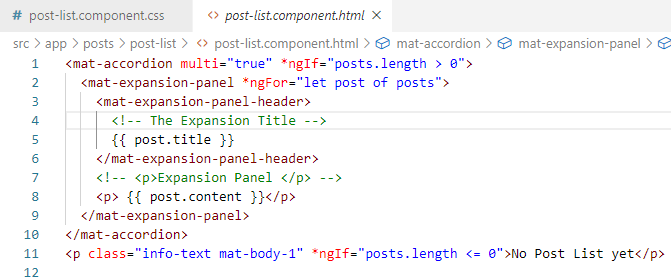 # post-list.component.css <> post-list.component.html ×
src > app > posts > post-list > <> post-list.component.html > mat-accordion > mat-expansion-panel >
1 <mat-accordion multi="true" *ngIf="posts.length > 0">
2 <mat-expansion-panel *ngFor="let post of posts">
3 <mat-expansion-panel-header>
4 <!-- The Expansion Title -->
5 {{ post.title }}
6 </mat-expansion-panel-header>
7 <!-- <p>Expansion Panel </p> -->
8 <p> {{ post.content }}</p>
9 </mat-expansion-panel>
10 </mat-accordion>
11 <p class="info-text mat-body-1" *ngIf="posts.length <= 0">No Post List yet</p>
12